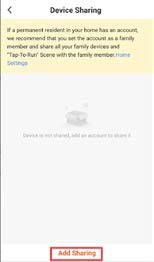 Device Sharing
If a permanent resident in your home has an account,
we recommend that you set the account as a family
member and share all your family devices and
"Tap-To-Run" Scene with the family member.Home
Settings
Device is not shared, add an account to share it
Add Sharing